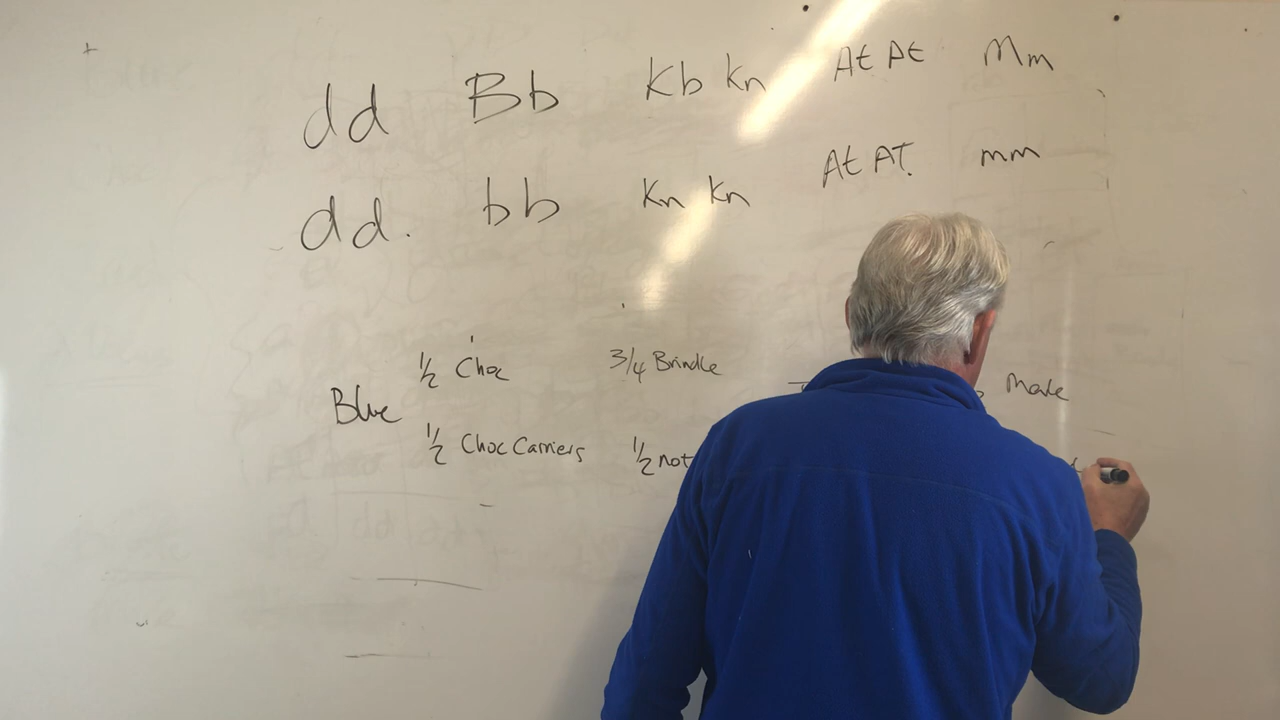 dd Bb Kb Kn At At Mm
dd. bb Kn Kn At AT. mm
1/2 Choc 3/4 Brindle
Blue
1/2 Choc Carriers 1/2 not